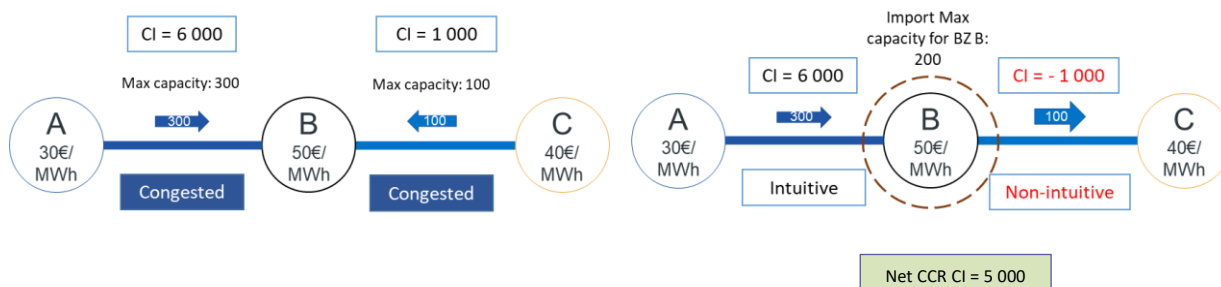 CI = 6 000
CI = 1 000
Max capacity: 300
Max capacity: 100
300
100
A
30€/
MWh
B
50€/
MWh
C
40€/
MWh
Congested
Congested
Import Max
capacity for BZ B:
200
CI = 6 000
CI = - 1 000
300
100
A
30€/
MWh
B
50€/
MWh
C
40€/
MWh
Intuitive
Non-intuitive
Net CCR CI = 5 000